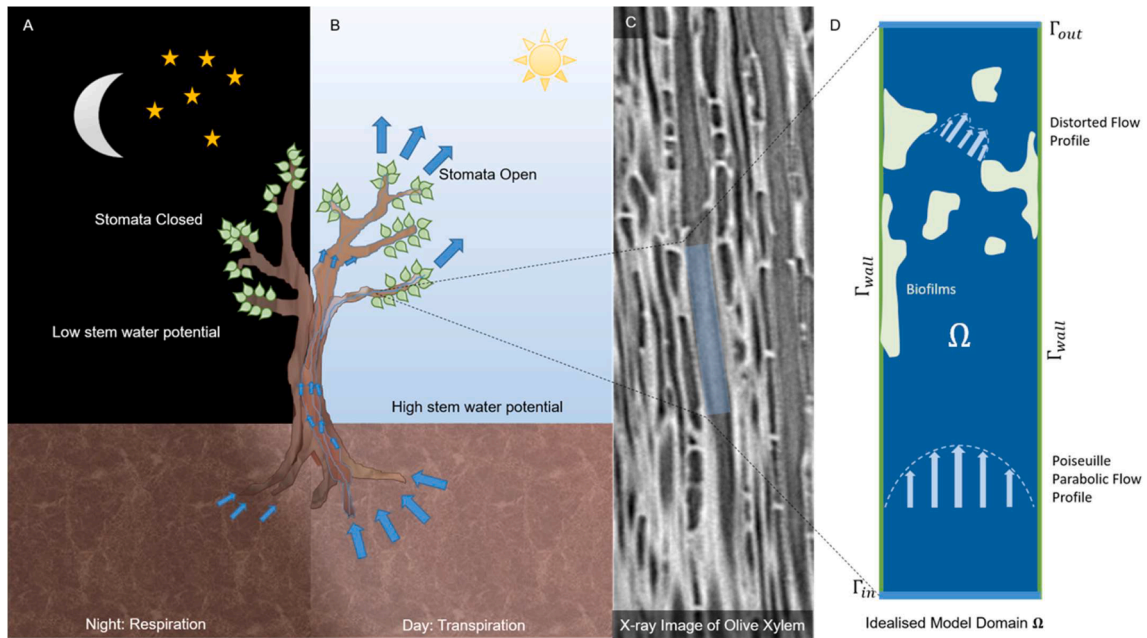 A
B
C
D
Γout
Distorted Flow
Profile
Stomata Open
Stomata Closed
Γwall
Biofilms
Ω
Γwall
Low stem water potential
High stem water potential
Poiseuille
Parabolic Flow
Profile
Γin
Night: Respiration
Day: Transpiration
X-ray Image of Olive Xylem
Idealised Model Domain Ω